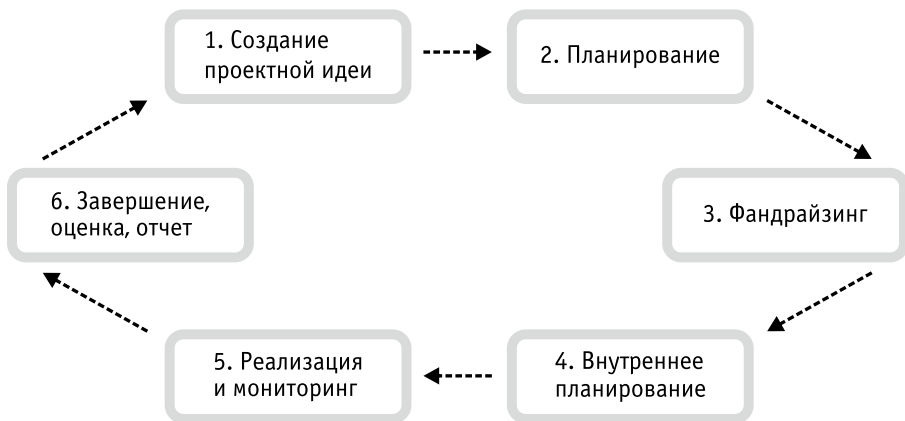 1. Создание
проектной идеи
2. Планирование
3. Фандрайзинг
4. Внутреннее
планирование
5. Реализация
и мониторинг
6. Завершение,
оценка, отчет